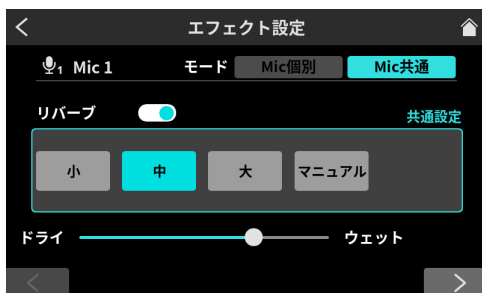 エフェクト設定
1 Mic 1 モード Mic個別 Mic共通
リバーブ 共通設定
小 中 大 マニュアル
ドライ ウェット